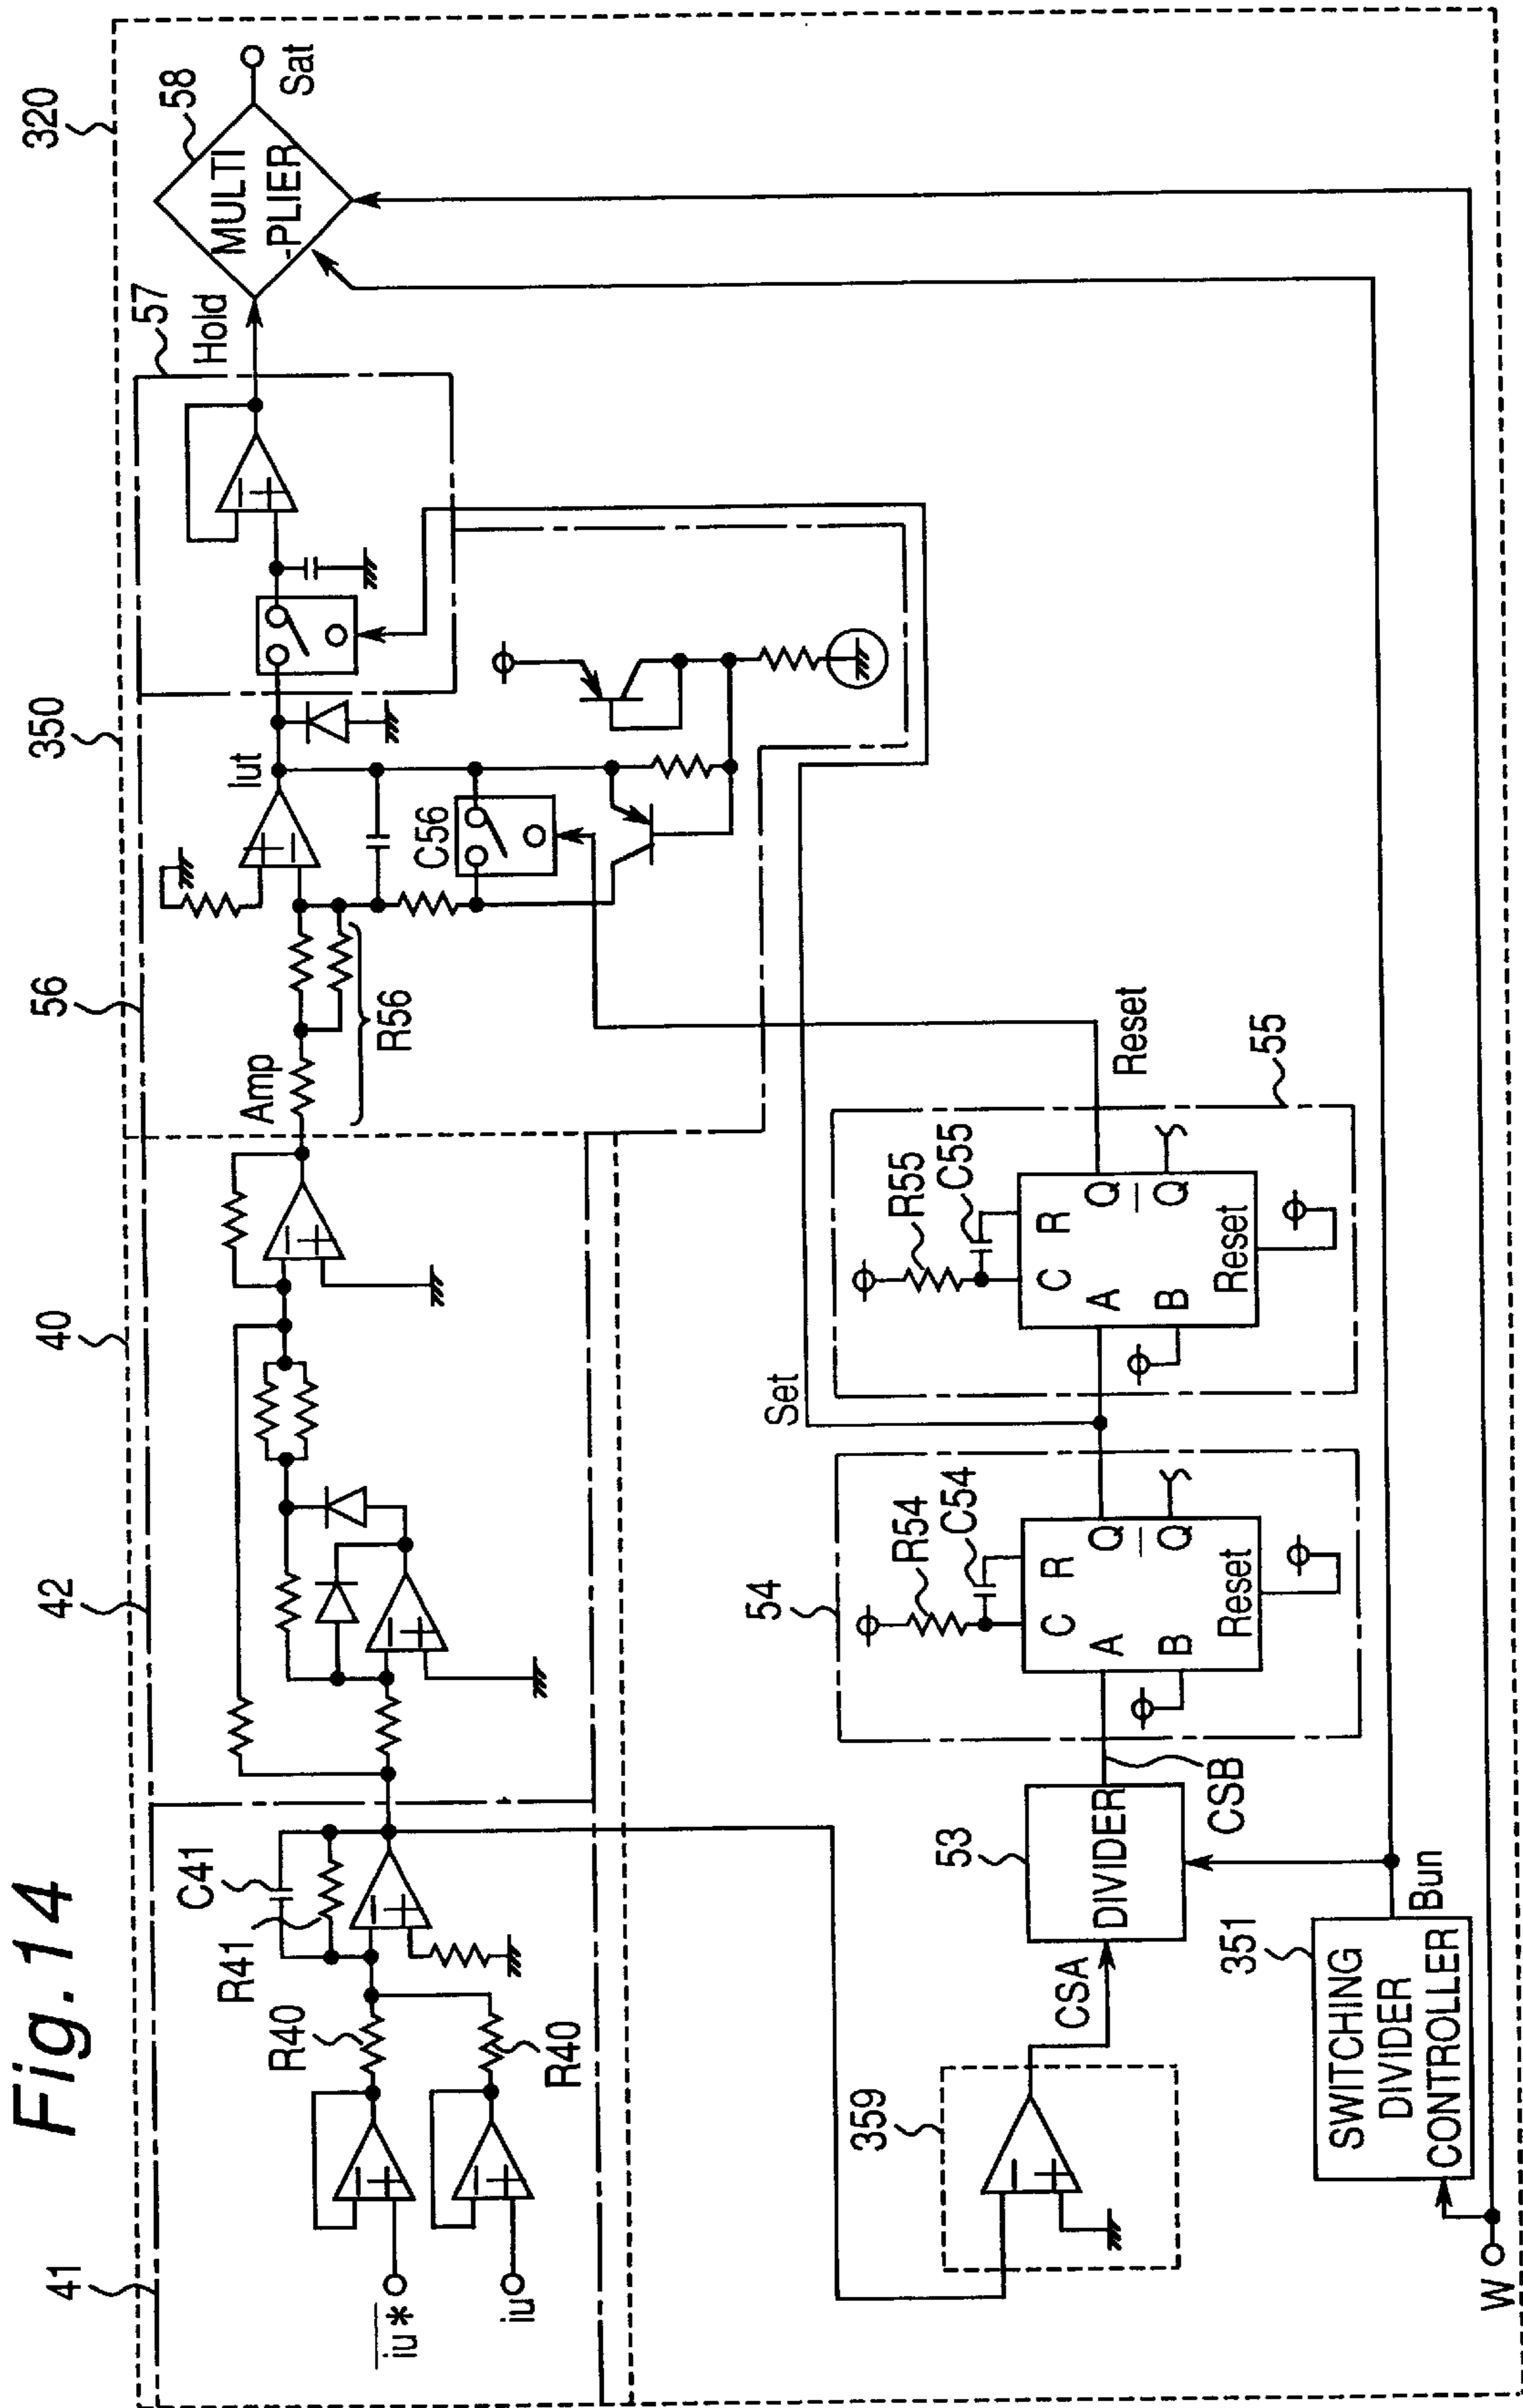 Fig.14
320
350
56
40
42
41
57
58
MULTI
-PLIER
Sat
Hold
Iut
C56
Amp
R56
C41
R41
R40
R40
iu*
iu
Reset
Set
55
R55
C55
C
R
A
Q
B
Q
Reset
54
R54
C54
C
R
A
Q
B
Q
Reset
CSB
53
DIVIDER
CSA
359
351
SWITCHING
DIVIDER
CONTROLLER
Bun
W